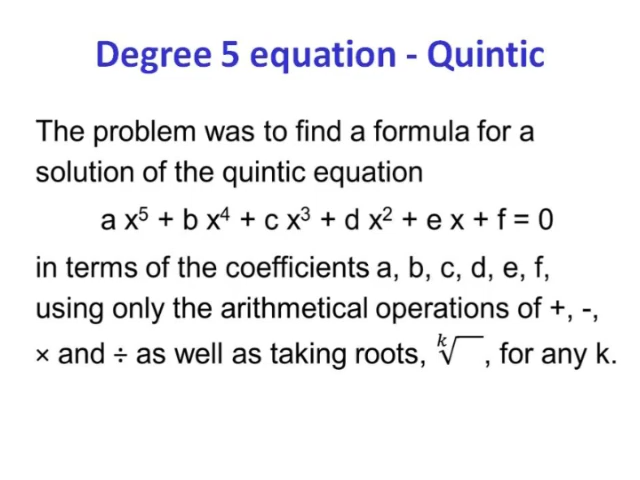 Degree 5 equation - Quintic
The problem was to find a formula for a
solution of the quintic equation
a x⁵ + b x⁴ + c x³ + d x² + e x + f = 0
in terms of the coefficients a, b, c, d, e, f,
using only the arithmetical operations of +, -,
× and ÷ as well as taking roots, ᵏ√ , for any k.